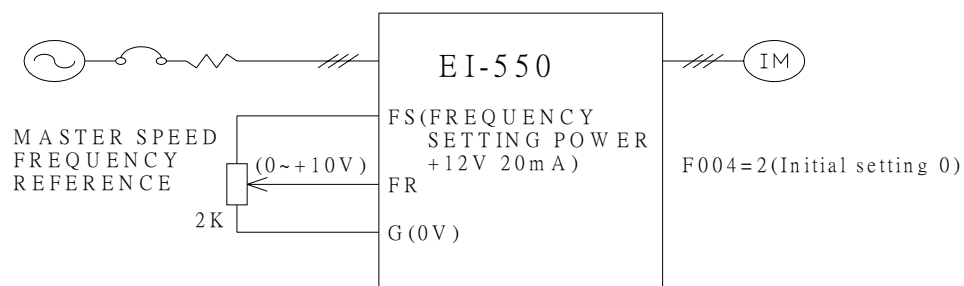 EI-550
IM
FS(FREQUENCY
SETTING POWER
+12V 20mA)
MASTER SPEED
FREQUENCY
REFERENCE
(0~+10V)
FR
2K
G(0V)
F004=2(Initial setting 0)